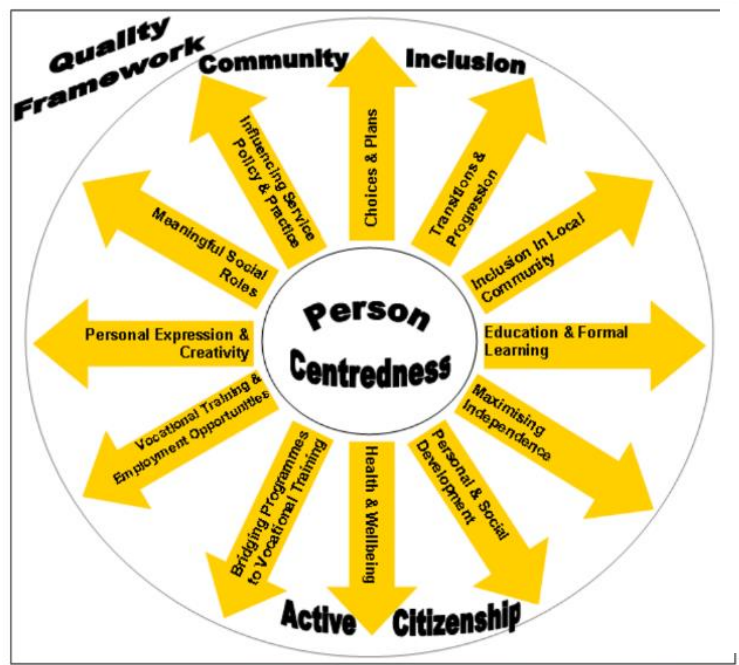 Quality
Framework
Community Inclusion
Choices & Plans
Transitions &
Progression
Inclusion In Local
Community
Education & Formal
Learning
Maximising
Independence
Personal & Social
Development
Health & Wellbeing
Bridging Programmes
to Vocational Training
Vocational Training &
Employment Opportunities
Personal Expression &
Creativity
Meaningful Social
Roles
Influencing Service
Policy & Practice
Person
Centredness
Active Citizenship